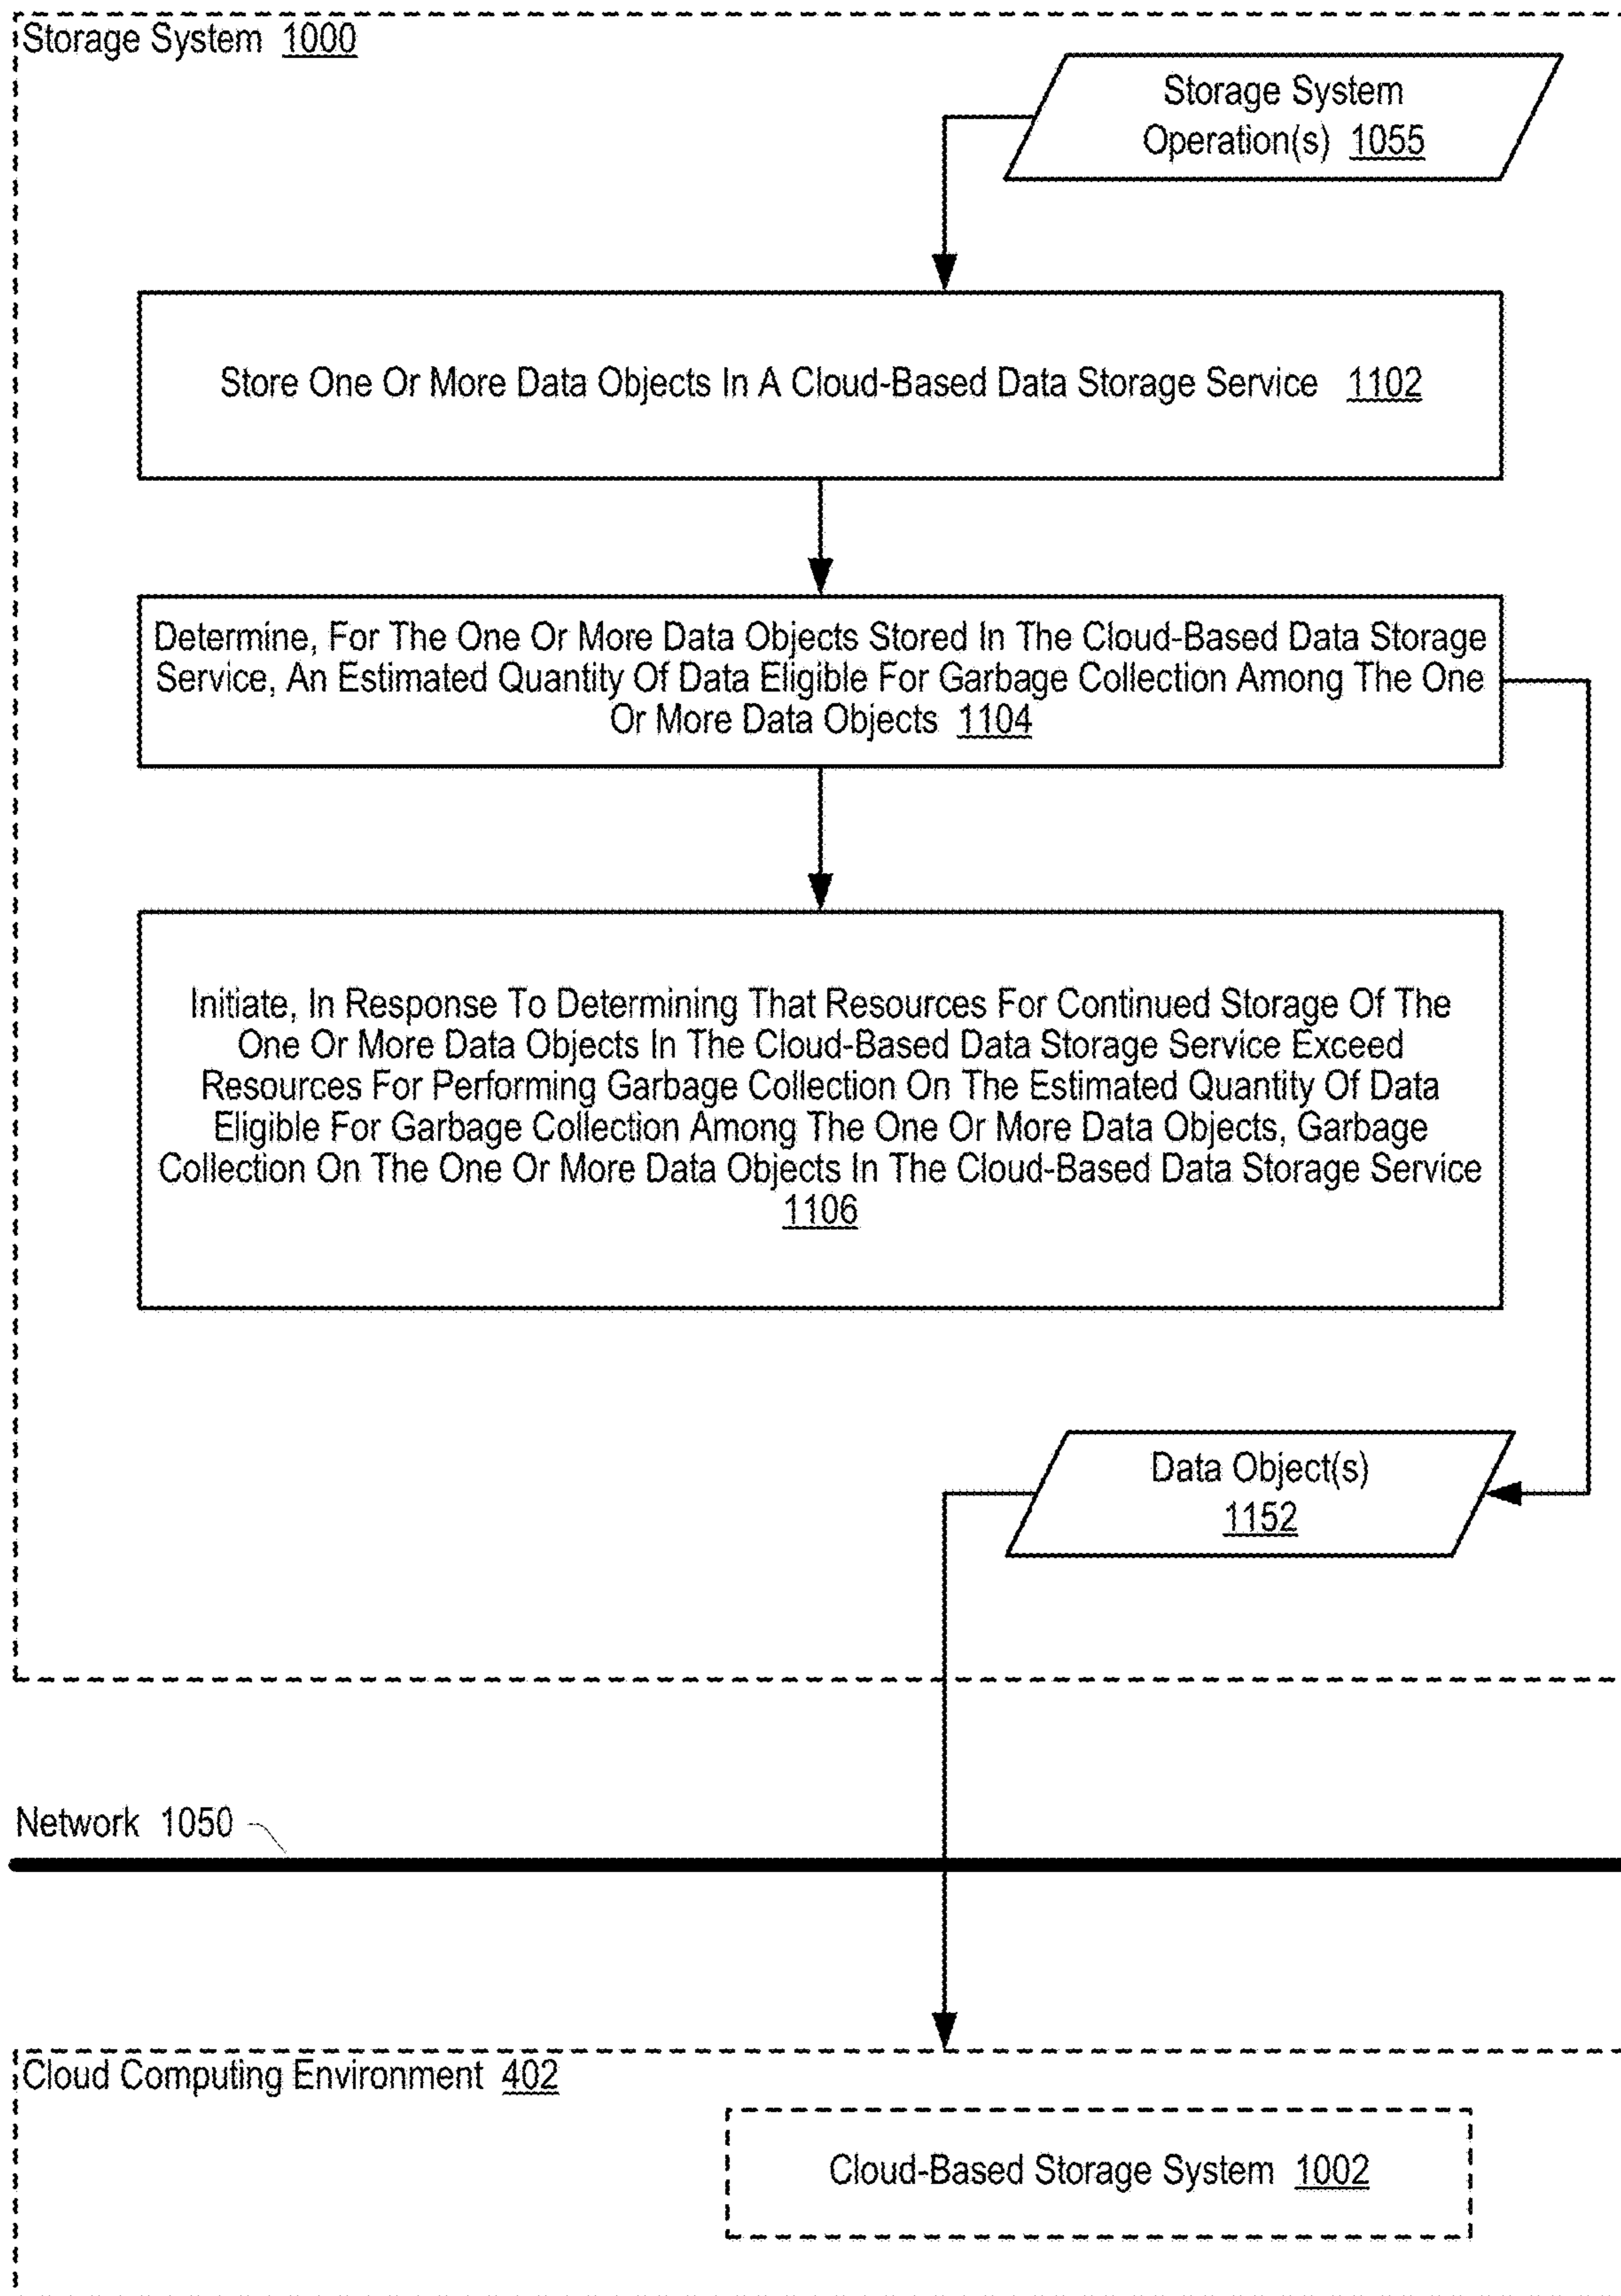 Storage System 1000
Storage System
Operation(s) 1055
Store One Or More Data Objects In A Cloud-Based Data Storage Service 1102
Determine, For The One Or More Data Objects Stored In The Cloud-Based Data Storage
Service, An Estimated Quantity Of Data Eligible For Garbage Collection Among The One
Or More Data Objects 1104
Initiate, In Response To Determining That Resources For Continued Storage Of The
One Or More Data Objects In The Cloud-Based Data Storage Service Exceed
Resources For Performing Garbage Collection On The Estimated Quantity Of Data
Eligible For Garbage Collection Among The One Or More Data Objects, Garbage
Collection On The One Or More Data Objects In The Cloud-Based Data Storage Service
1106
Data Object(s)
1152
Network 1050
Cloud Computing Environment 402
Cloud-Based Storage System 1002